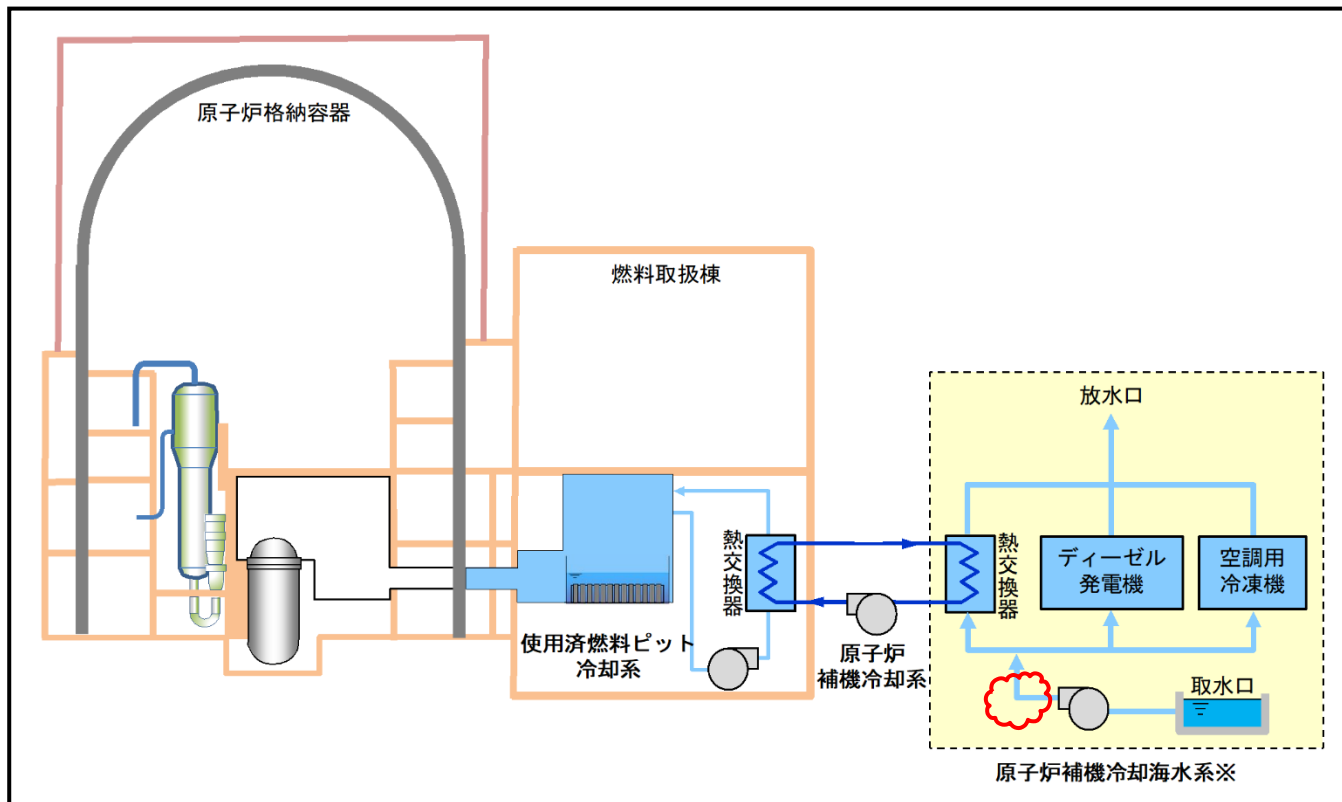 原子炉格納容器
燃料取扱棟
放水口
熱交換器
熱交換器
ディーゼル
発電機
空調用
冷凍機
使用済燃料ピット
冷却系
原子炉
補機冷却系
取水口
原子炉補機冷却海水系※